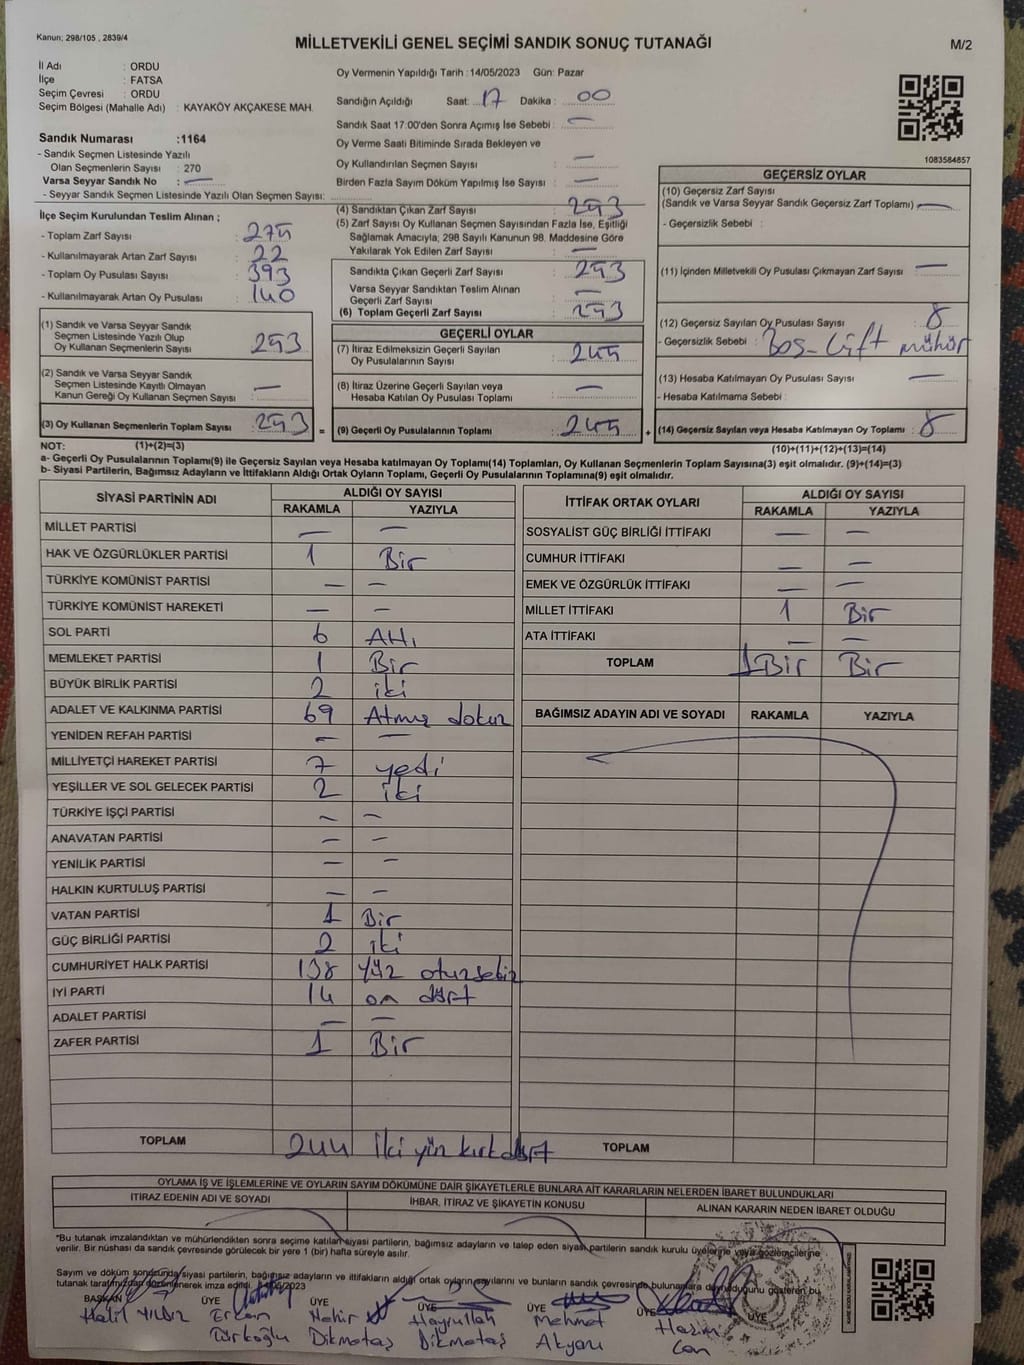 Kanun; 298/105 , 2839/4
MİLLETVEKİLİ GENEL SEÇİMİ SANDIK SONUÇ TUTANAĞI
M/2
İl Adı : ORDU
İlçe : FATSA
Seçim Çevresi : ORDU
Seçim Bölgesi (Mahalle Adı) : KAYAKÖY AKÇAKESE MAH.
Sandık Numarası :1164
- Sandık Seçmen Listesinde Yazılı
Olan Seçmenlerin Sayısı : 270
Varsa Seyyar Sandık No : —
- Seyyar Sandık Seçmen Listesinde Yazılı Olan Seçmen Sayısı:
Oy Vermenin Yapıldığı Tarih :14/05/2023 Gün: Pazar
Sandığın Açıldığı Saat: 17 Dakika : 00
Sandık Saat 17:00'den Sonra Açımış İse Sebebi : —
Oy Verme Saati Bitiminde Sırada Bekleyen ve
Oy Kullandırılan Seçmen Sayısı : —
Birden Fazla Sayım Döküm Yapılmış İse Sayısı : —
1083584857
İlçe Seçim Kurulundan Teslim Alınan ;
- Toplam Zarf Sayısı : 275
- Kullanılmayarak Artan Zarf Sayısı : 22
- Toplam Oy Pusulası Sayısı : 393
- Kullanılmayarak Artan Oy Pusulası : 140
(4) Sandıktan Çıkan Zarf Sayısı : 253
(5) Zarf Sayısı Oy Kullanan Seçmen Sayısından Fazla İse, Eşitliği
Sağlamak Amacıyla; 298 Sayılı Kanunun 98. Maddesine Göre
Yakılarak Yok Edilen Zarf Sayısı : —
Sandıkta Çıkan Geçerli Zarf Sayısı : 253
Varsa Seyyar Sandıktan Teslim Alınan
Geçerli Zarf Sayısı : —
(6) Toplam Geçerli Zarf Sayısı : 253
GEÇERSİZ OYLAR
(10) Geçersiz Zarf Sayısı
(Sandık ve Varsa Seyyar Sandık Geçersiz Zarf Toplamı) : —
- Geçersizlik Sebebi :
(11) İçinden Milletvekili Oy Pusulası Çıkmayan Zarf Sayısı : —
(12) Geçersiz Sayılan Oy Pusulası Sayısı : 8
- Geçersizlik Sebebi : Boş- Çift mühür
(13) Hesaba Katılmayan Oy Pusulası Sayısı : —
- Hesaba Katılmama Sebebi :
(1) Sandık ve Varsa Seyyar Sandık
Seçmen Listesinde Yazılı Olup
Oy Kullanan Seçmenlerin Sayısı : 253
(2) Sandık ve Varsa Seyyar Sandık
Seçmen Listesinde Kayıtlı Olmayan
Kanun Gereği Oy Kullanan Seçmen Sayısı : —
GEÇERLİ OYLAR
(7) İtiraz Edilmeksizin Geçerli Sayılan
Oy Pusulalarının Sayısı : 245
(8) İtiraz Üzerine Geçerli Sayılan veya
Hesaba Katılan Oy Pusulası Toplamı : —
(3) Oy Kullanan Seçmenlerin Toplam Sayısı : 253 = (9) Geçerli Oy Pusulalarının Toplamı : 245 + (14) Geçersiz Sayılan veya Hesaba Katılmayan Oy Toplamı : 8
NOT: (1)+(2)=(3) (10)+(11)+(12)+(13)=(14)
a- Geçerli Oy Pusulalarının Toplamı(9) ile Geçersiz Sayılan veya Hesaba katılmayan Oy Toplamı(14) Toplamları, Oy Kullanan Seçmenlerin Toplam Sayısına(3) eşit olmalıdır. (9)+(14)=(3)
b- Siyasi Partilerin, Bağımsız Adayların ve İttifakların Aldığı Ortak Oyların Toplamı, Geçerli Oy Pusulalarının Toplamına(9) eşit olmalıdır.
SİYASİ PARTİNİN ADI ALDIĞI OY SAYISI
RAKAMLA YAZIYLA
MİLLET PARTİSİ — —
HAK VE ÖZGÜRLÜKLER PARTİSİ 1 Bir
TÜRKİYE KOMÜNİST PARTİSİ — —
TÜRKİYE KOMÜNİST HAREKETİ — —
SOL PARTİ 6 Altı
MEMLEKET PARTİSİ 1 Bir
BÜYÜK BİRLİK PARTİSİ 2 iki
ADALET VE KALKINMA PARTİSİ 69 Atmış dokuz
YENİDEN REFAH PARTİSİ — —
MİLLİYETÇİ HAREKET PARTİSİ 7 yedi
YEŞİLLER VE SOL GELECEK PARTİSİ 2 iki
TÜRKİYE İŞÇİ PARTİSİ — —
ANAVATAN PARTİSİ — —
YENİLİK PARTİSİ — —
HALKIN KURTULUŞ PARTİSİ — —
VATAN PARTİSİ 1 Bir
GÜÇ BİRLİĞİ PARTİSİ 2 iki
CUMHURİYET HALK PARTİSİ 138 yüz otuzsekiz
İYİ PARTİ 14 on dört
ADALET PARTİSİ — —
ZAFER PARTİSİ 1 Bir
TOPLAM 244 iki yüz kırkdört
İTTİFAK ORTAK OYLARI ALDIĞI OY SAYISI
RAKAMLA YAZIYLA
SOSYALİST GÜÇ BİRLİĞİ İTTİFAKI — —
CUMHUR İTTİFAKI — —
EMEK VE ÖZGÜRLÜK İTTİFAKI — —
MİLLET İTTİFAKI 1 Bir
ATA İTTİFAKI — —
TOPLAM 1Bir Bir
BAĞIMSIZ ADAYIN ADI VE SOYADI RAKAMLA YAZIYLA
TOPLAM
OYLAMA İŞ VE İŞLEMLERİNE VE OYLARIN SAYIM DÖKÜMÜNE DAİR ŞİKAYETLERLE BUNLARA AİT KARARLARIN NELERDEN İBARET BULUNDUKLARI
İTİRAZ EDENİN ADI VE SOYADI İHBAR, İTİRAZ VE ŞİKAYETİN KONUSU ALINAN KARARIN NEDEN İBARET OLDUĞU
*Bu tutanak imzalandıktan ve mühürlendikten sonra seçime katılan siyasi partilerin, bağımsız adayların ve talep eden siyasi partilerin sandık kurulu üyelerine veya gözlemcilerine
verilir. Bir nüshası da sandık çevresinde görülecek bir yere 1 (bir) hafta süreyle asılır.
Sayım ve döküm sonucunda siyasi partilerin, bağımsız adayların ve ittifakların aldığı ortak oyların sayılarını ve bunların sandık çevresinde bulunanlara duyurulduğunu gösteren bu
tutanak tarafımızdan düzenlenerek imza edildi. /05/2023
BAŞKAN ÜYE ÜYE ÜYE ÜYE ÜYE ÜYE
Halil YILDIZ Ercan Türkoğlu Mahir Dikmetaş Hayrullah Dikmetaş Mehmet Akyazı Hazım Can